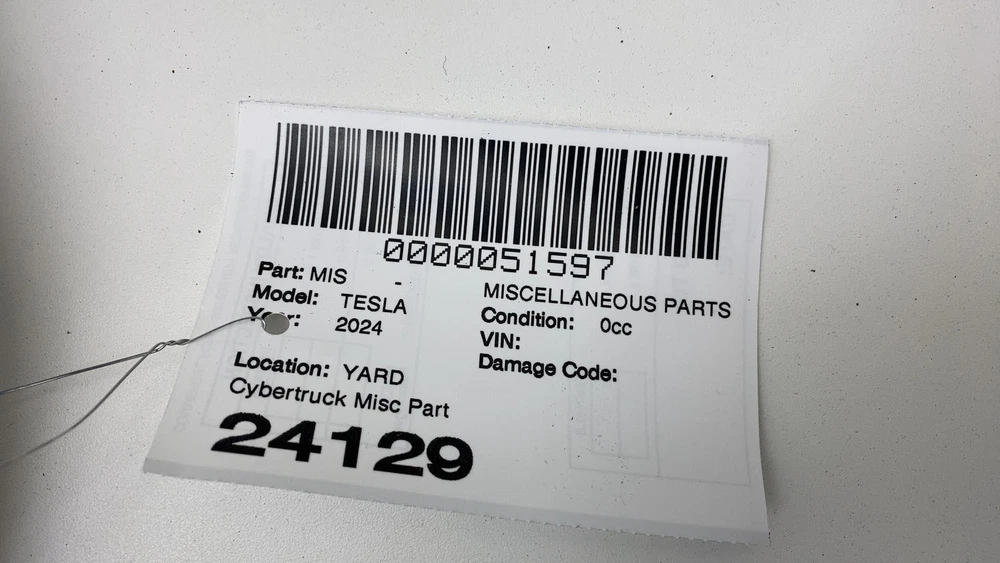 0000051597
Part: MIS -
MISCELLANEOUS PARTS
Model: TESLA
Condition: 0cc
Year: 2024
VIN:
Damage Code:
Location: YARD
Cybertruck Misc Part
24129